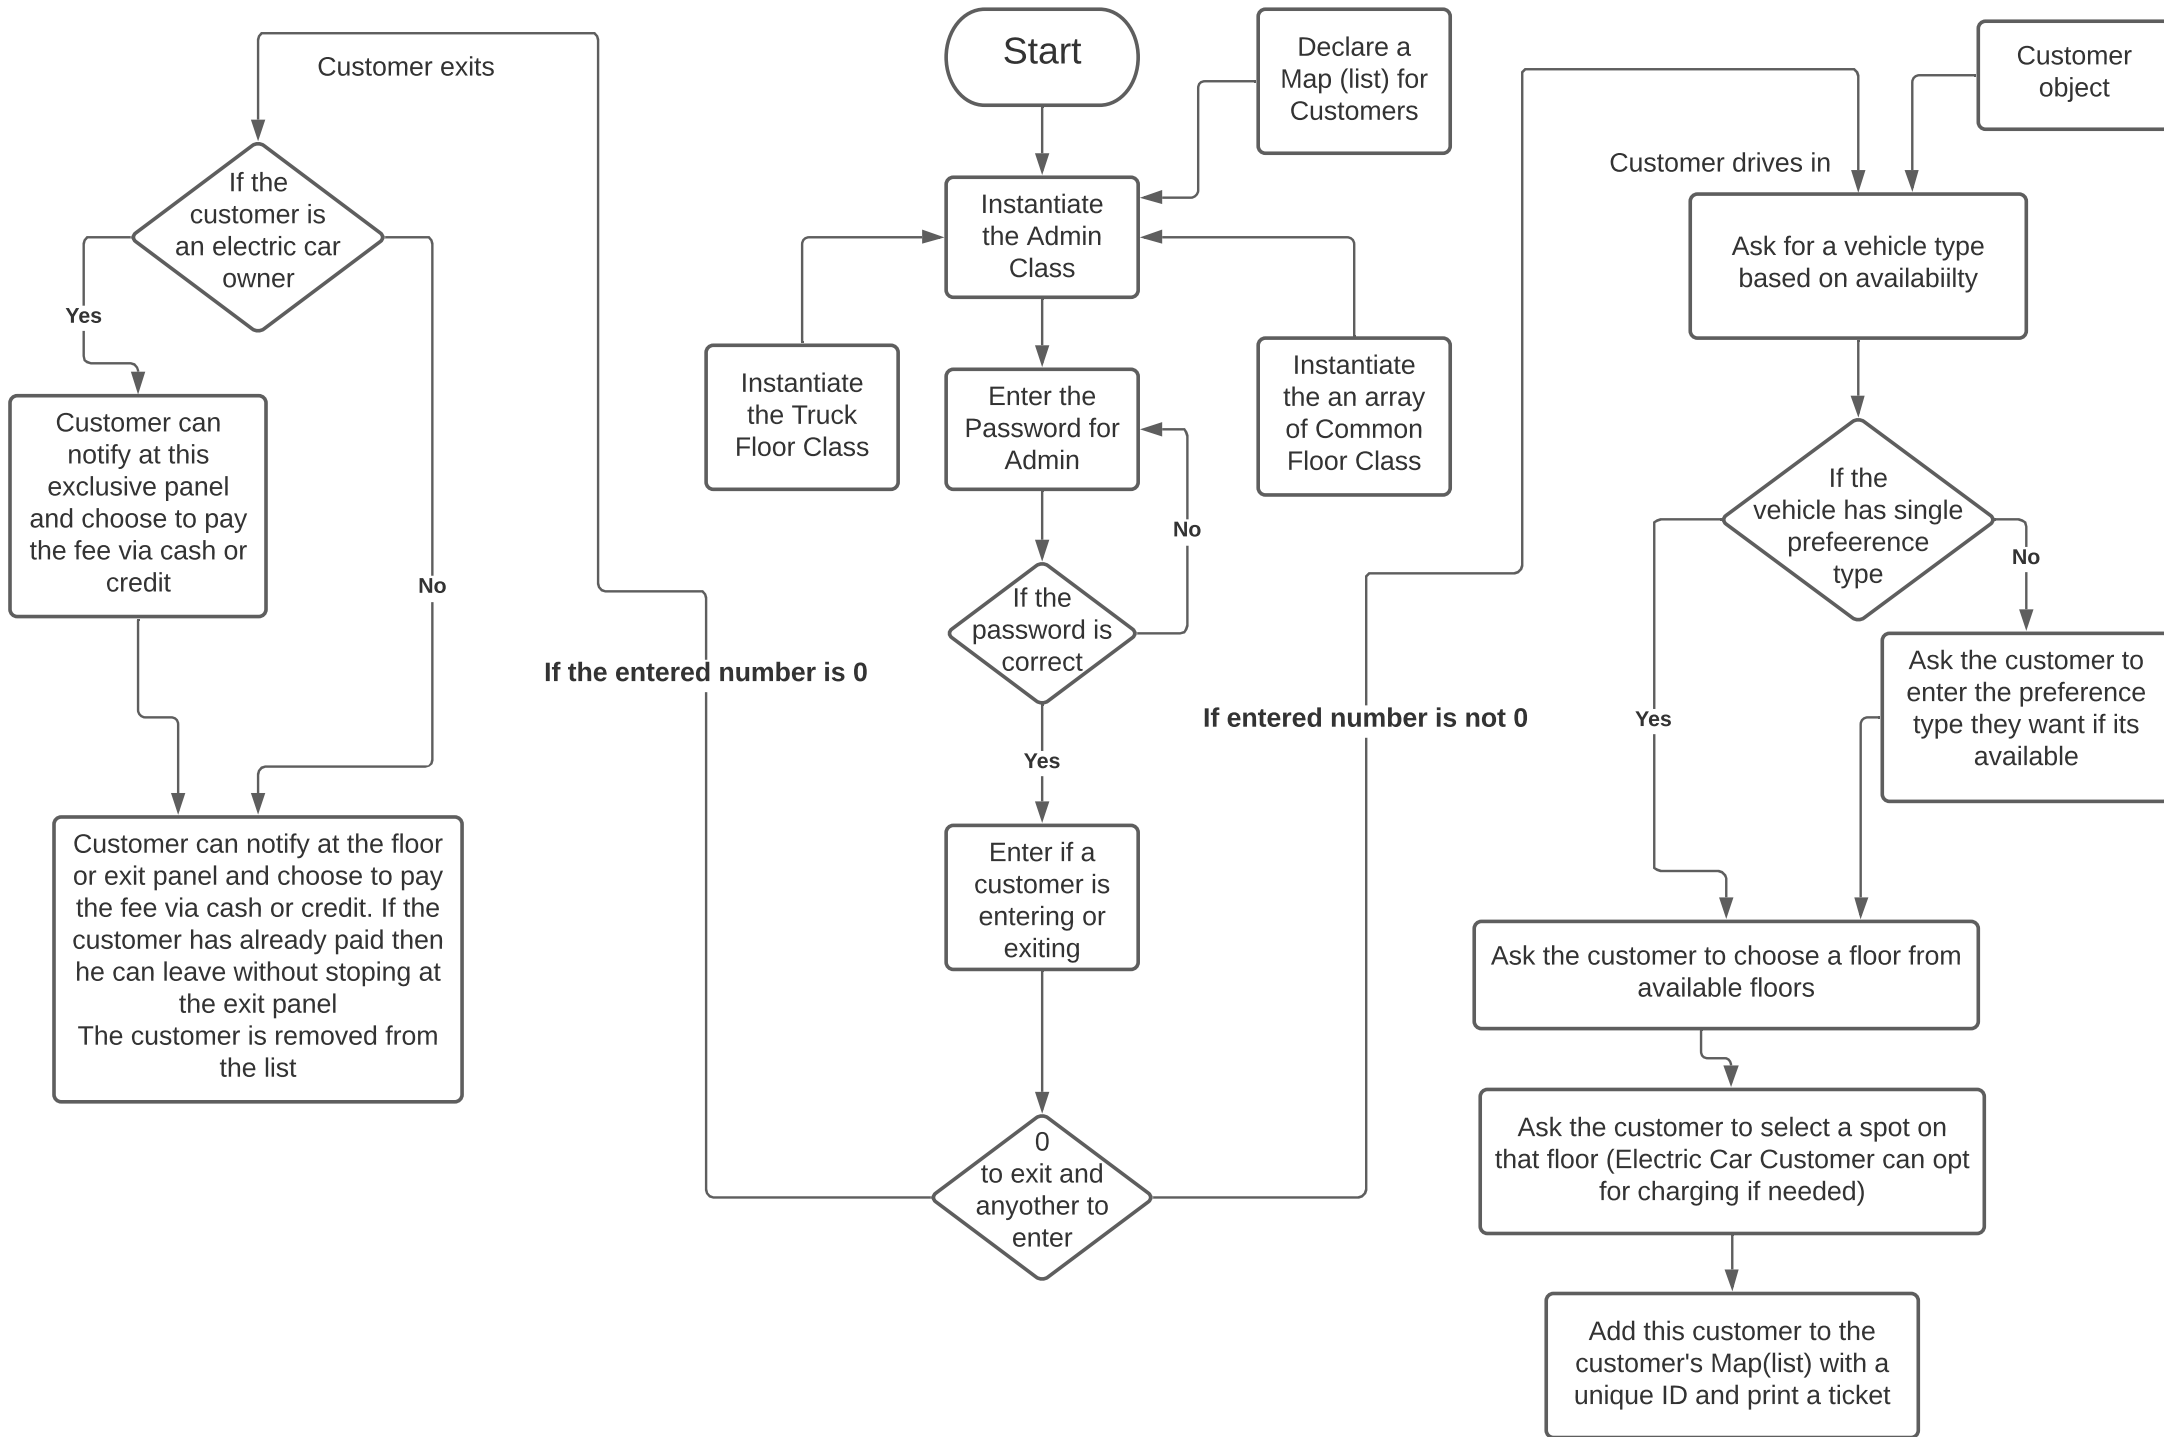 Customer exits
If the
customer is
an electric car
owner
Yes
No
Customer can
notify at this
exclusive panel
and choose to pay
the fee via cash or
credit
Customer can notify at the floor
or exit panel and choose to pay
the fee via cash or credit. If the
customer has already paid then
he can leave without stoping at
the exit panel
The customer is removed from
the list
If the entered number is 0
Start
Declare a
Map (list) for
Customers
Instantiate
the Admin
Class
Instantiate
the Truck
Floor Class
Instantiate
the an array
of Common
Floor Class
Enter the
Password for
Admin
No
If the
password is
correct
Yes
Enter if a
customer is
entering or
exiting
0
to exit and
anyother to
enter
If entered number is not 0
Customer drives in
Customer
object
Ask for a vehicle type
based on availabiilty
If the
vehicle has single
prefeerence
type
No
Yes
Ask the customer to
enter the preference
type they want if its
available
Ask the customer to choose a floor from
available floors
Ask the customer to select a spot on
that floor (Electric Car Customer can opt
for charging if needed)
Add this customer to the
customer's Map(list) with a
unique ID and print a ticket